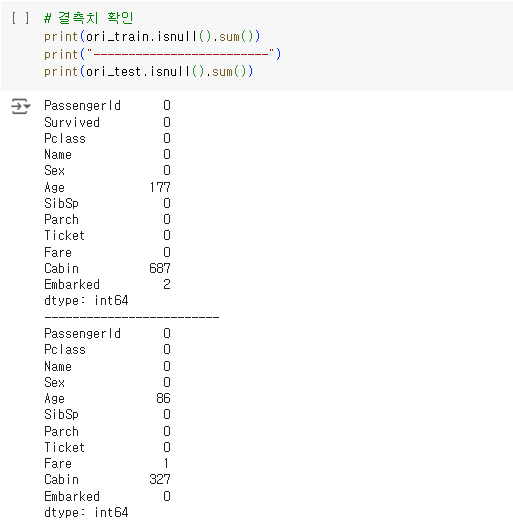 [ ] # 결측치 확인
print(ori_train.isnull().sum())
print("-------------------------")
print(ori_test.isnull().sum())
PassengerId 0
Survived 0
Pclass 0
Name 0
Sex 0
Age 177
SibSp 0
Parch 0
Ticket 0
Fare 0
Cabin 687
Embarked 2
dtype: int64
-------------------------
PassengerId 0
Pclass 0
Name 0
Sex 0
Age 86
SibSp 0
Parch 0
Ticket 0
Fare 1
Cabin 327
Embarked 0
dtype: int64